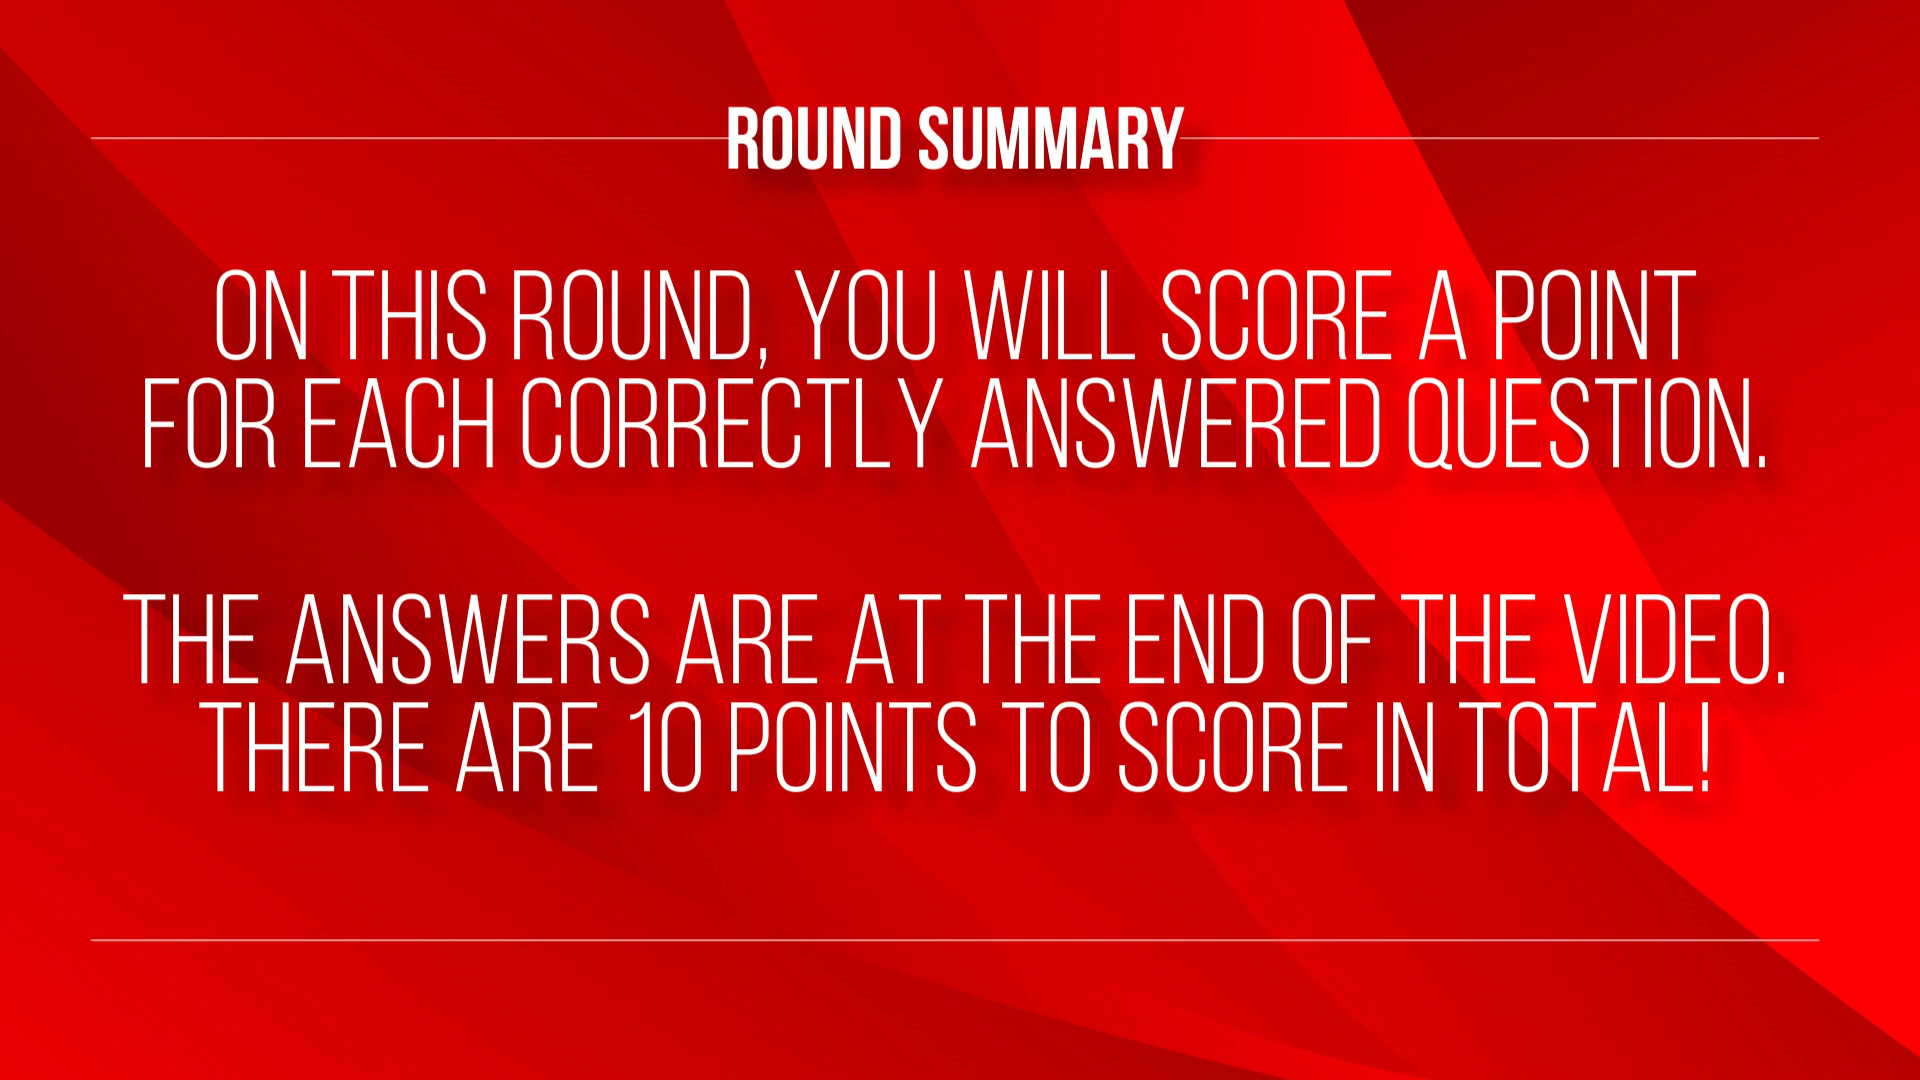 ROUND SUMMARY
ON THIS ROUND, YOU WILL SCORE A POINT
FOR EACH CORRECTLY ANSWERED QUESTION.
THE ANSWERS ARE AT THE END OF THE VIDEO.
THERE ARE 10 POINTS TO SCORE IN TOTAL!